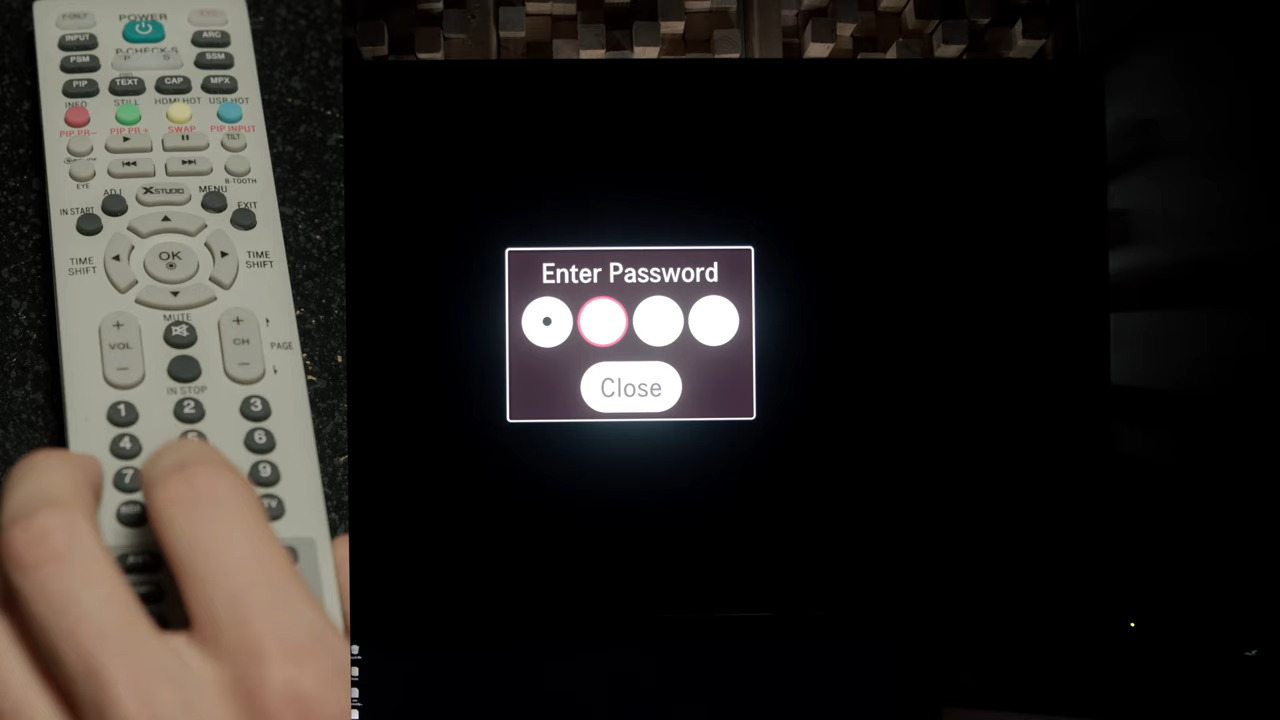 POWER
INPUT
ARC
P-CHECK-S
P S
PSM
SSM
PIP
TEXT
CAP
MPX
INFO
STILL
HDMI HOT
USB HOT
PIP PR-
PIP PR +
SWAP
PIP INPUT
TILT
EYE
B-TOOTH
ADJ
XSTUDIO
MENU
IN START
EXIT
OK
TIME
SHIFT
TIME
SHIFT
MUTE
+
VOL
-
+
CH
-
PAGE
IN STOP
1
2
3
4
6
7
9
Enter Password
Close